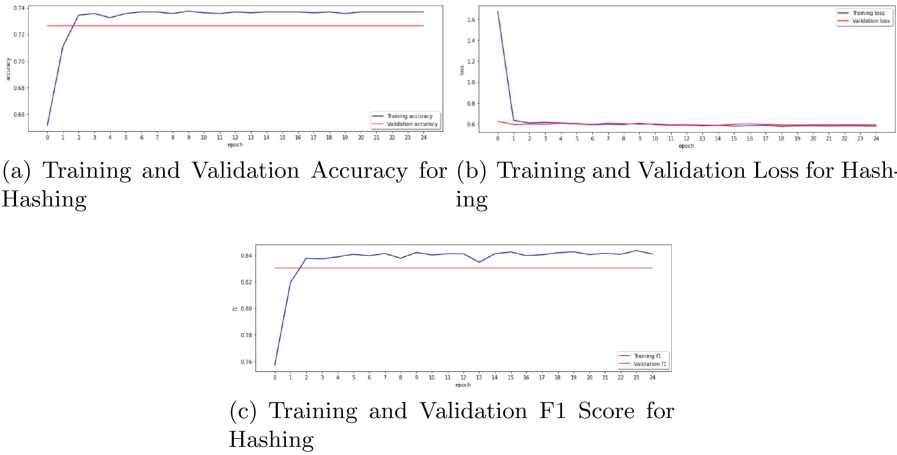 0.74
0.72
0.70
0.68
0.66
accuracy
0 1 2 3 4 5 6 7 8 9 10 11 12 13 14 15 16 17 18 19 20 21 22 23 24
epoch
Training accuracy
Validation accuracy
(a) Training and Validation Accuracy for
Hashing
1.6
1.4
1.2
1.0
0.8
0.6
loss
0 1 2 3 4 5 6 7 8 9 10 11 12 13 14 15 16 17 18 19 20 21 22 23 24
epoch
Training loss
Validation loss
(b) Training and Validation Loss for Hash-
ing
0.84
0.82
0.80
0.78
0.76
f1
0 1 2 3 4 5 6 7 8 9 10 11 12 13 14 15 16 17 18 19 20 21 22 23 24
epoch
Training f1
Validation f1
(c) Training and Validation F1 Score for
Hashing